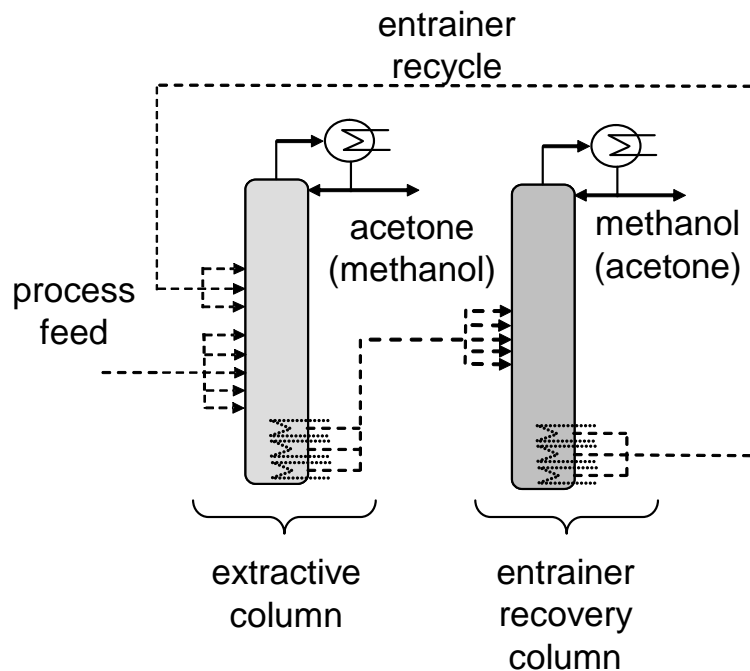 entrainer
recycle
acetone
(methanol)
methanol
(acetone)
process
feed
extractive
column
entrainer
recovery
column